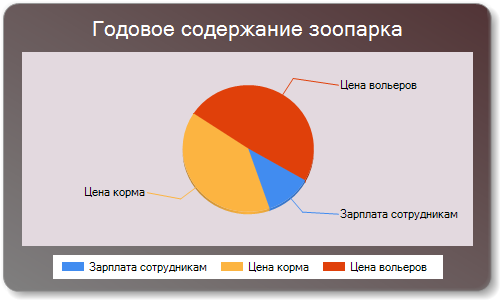 Годовое содержание зоопарка
Цена вольеров
Цена корма
Зарплата сотрудникам
Зарплата сотрудникам Цена корма Цена вольеров